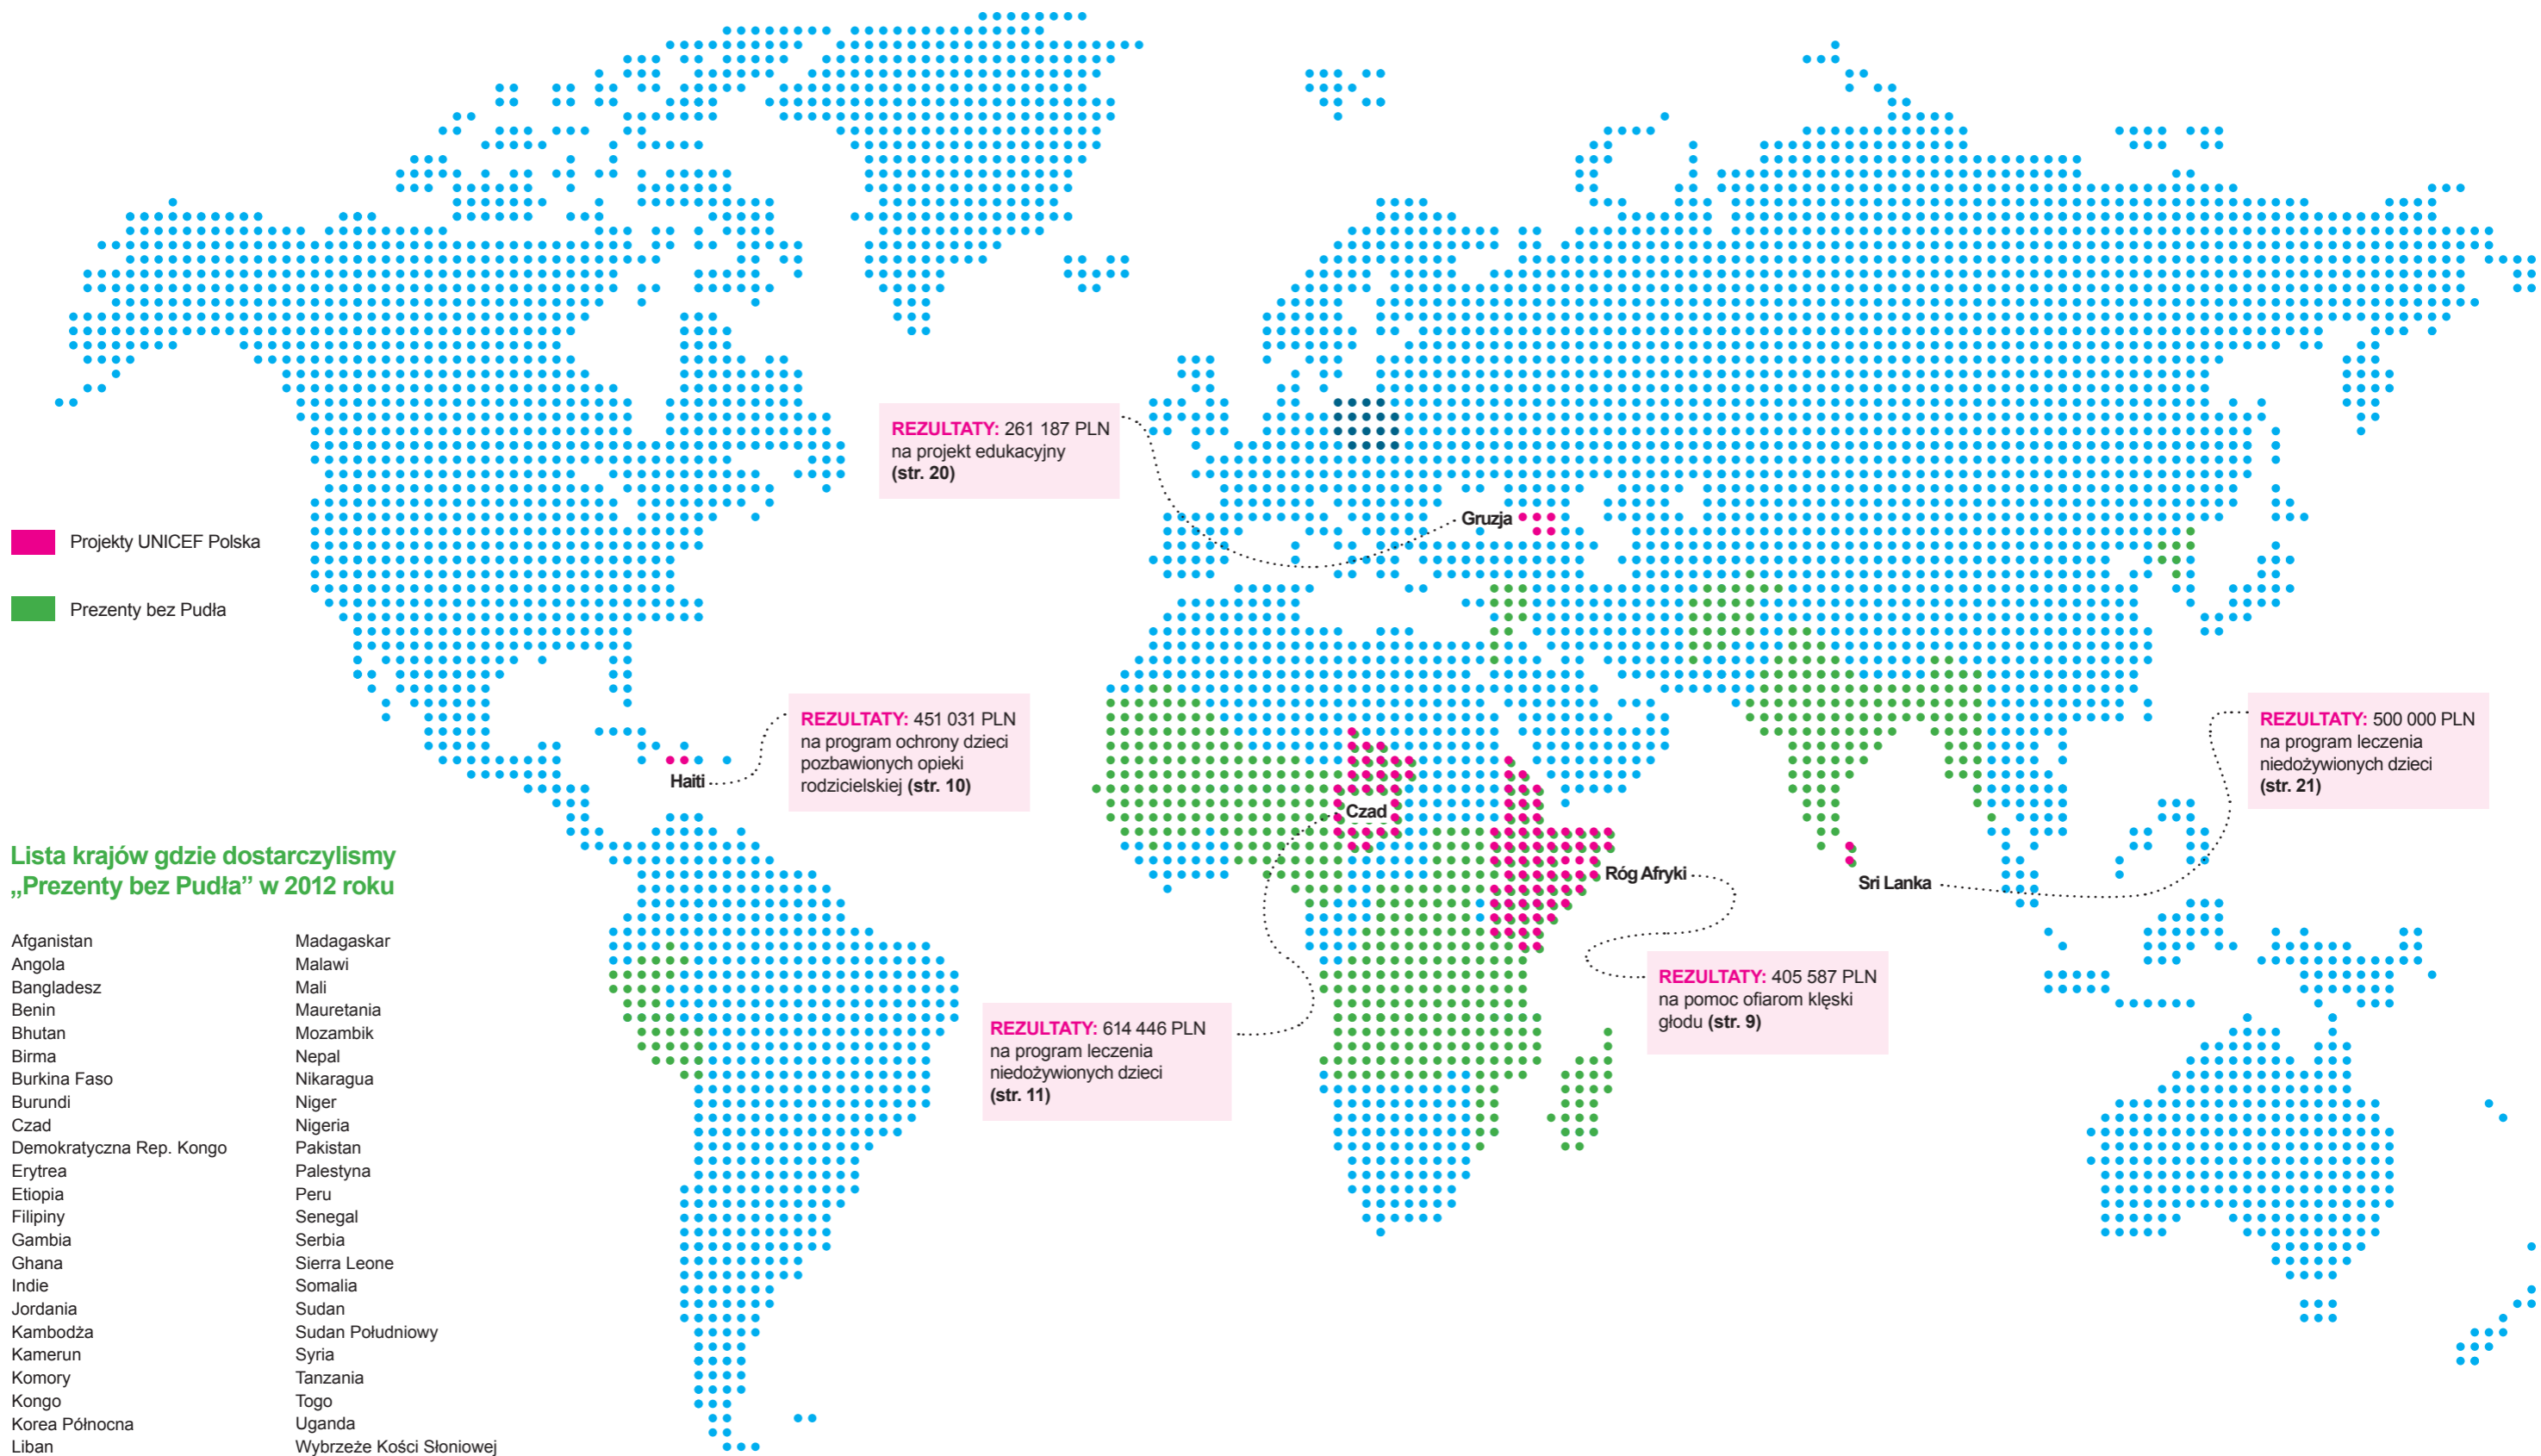 REZULTATY: 261 187 PLN
na projekt edukacyjny
(str. 20)
Gruzja
Projekty UNICEF Polska
Prezenty bez Pudła
REZULTATY: 451 031 PLN
na program ochrony dzieci
pozbawionych opieki
rodzicielskiej (str. 10)
Haiti
REZULTATY: 500 000 PLN
na program leczenia
niedożywionych dzieci
(str. 21)
Czad
Róg Afryki
Sri Lanka
REZULTATY: 405 587 PLN
na pomoc ofiarom klęski
głodu (str. 9)
REZULTATY: 614 446 PLN
na program leczenia
niedożywionych dzieci
(str. 11)
Lista krajów gdzie dostarczylismy
„Prezenty bez Pudła” w 2012 roku
Afganistan
Angola
Bangladesz
Benin
Bhutan
Birma
Burkina Faso
Burundi
Czad
Demokratyczna Rep. Kongo
Erytrea
Etiopia
Filipiny
Gambia
Ghana
Indie
Jordania
Kambodża
Kamerun
Komory
Kongo
Korea Północna
Liban
Madagaskar
Malawi
Mali
Mauretania
Mozambik
Nepal
Nikaragua
Niger
Nigeria
Pakistan
Palestyna
Peru
Senegal
Serbia
Sierra Leone
Somalia
Sudan
Sudan Południowy
Syria
Tanzania
Togo
Uganda
Wybrzeże Kości Słoniowej